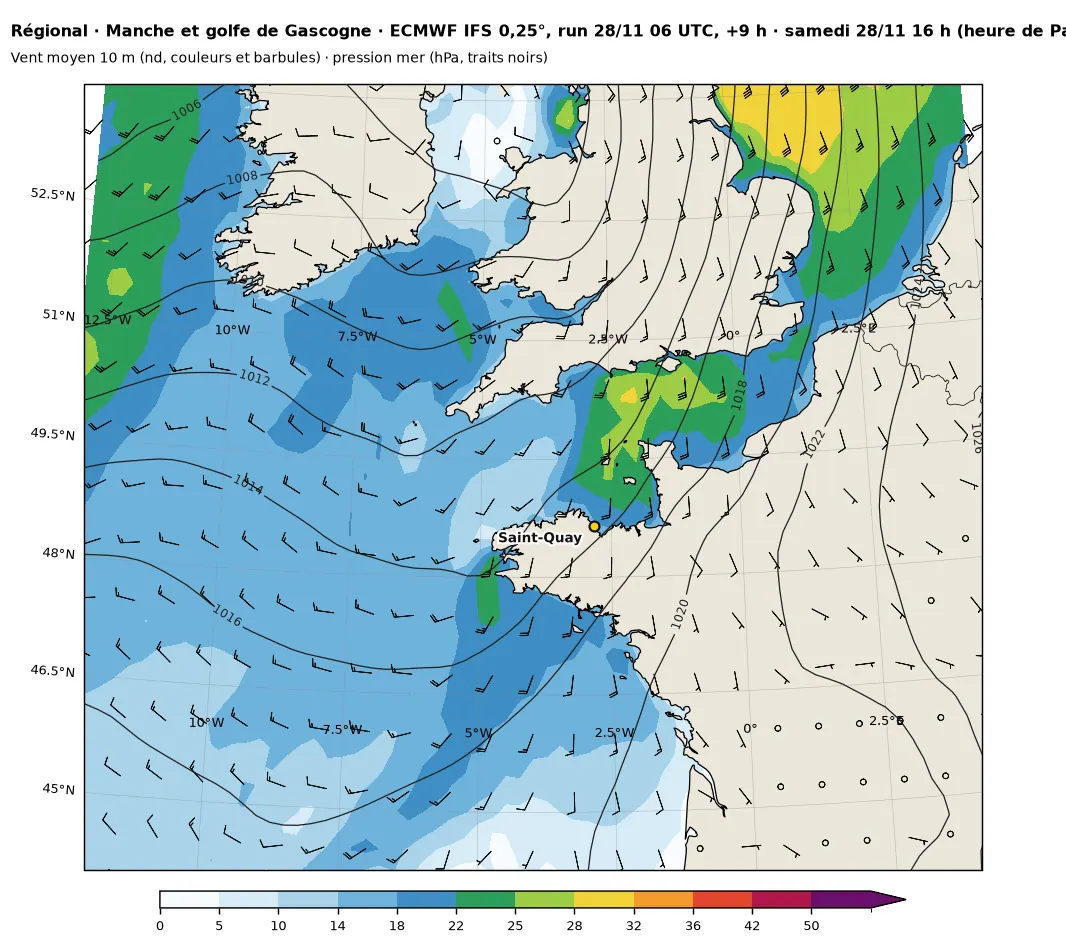 Régional · Manche et golfe de Gascogne · ECMWF IFS 0,25°, run 28/11 06 UTC, +9 h · samedi 28/11 16 h (heure de Pa
Vent moyen 10 m (nd, couleurs et barbules) · pression mer (hPa, traits noirs)
1006
52.5°N
1008
1024
51°N
12.5°W
10°W
7.5°W
5°W
2.5°W
0°
2.5°E
1012
1018
49.5°N
1022
1026
1014
Saint-Quay
48°N
1016
1020
46.5°N
10°W
7.5°W
5°W
2.5°W
0°
2.5°E
45°N
0 5 10 14 18 22 25 28 32 36 42 50